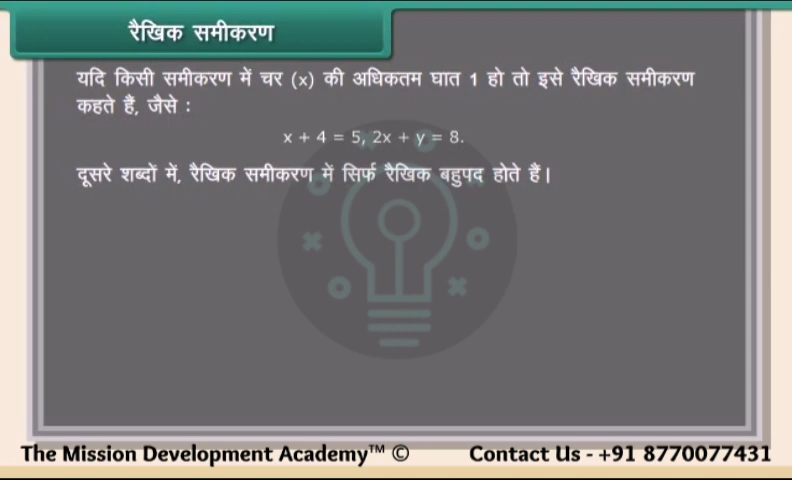 रैखिक समीकरण
यदि किसी समीकरण में चर (x) की अधिकतम घात 1 हो तो इसे रैखिक समीकरण
कहते हैं, जैसे :
x + 4 = 5, 2x + y = 8.
दूसरे शब्दों में, रैखिक समीकरण में सिर्फ रैखिक बहुपद होते हैं।
The Mission Development Academy™ © Contact Us - +91 8770077431